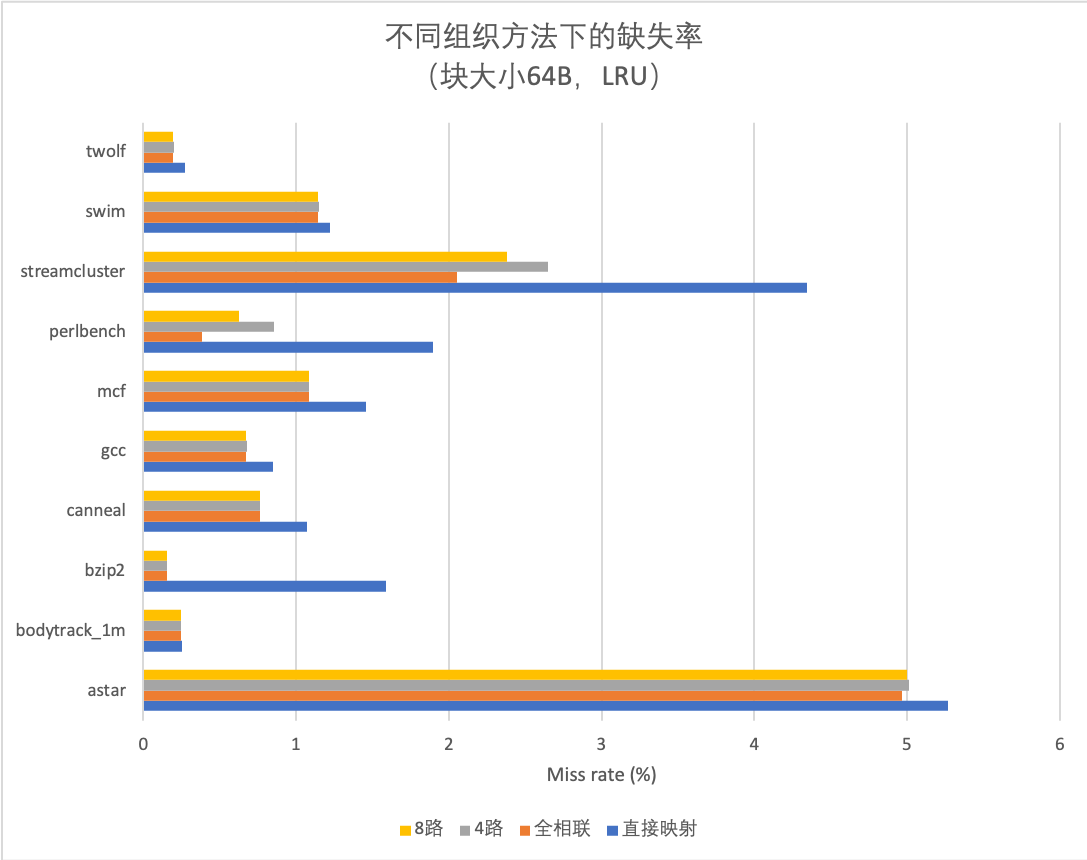 不同组织方法下的缺失率
（块大小64B，LRU）
twolf
swim
streamcluster
perlbench
mcf
gcc
canneal
bzip2
bodytrack_1m
astar
0 1 2 3 4 5 6
Miss rate (%)
8路 4路 全相联 直接映射